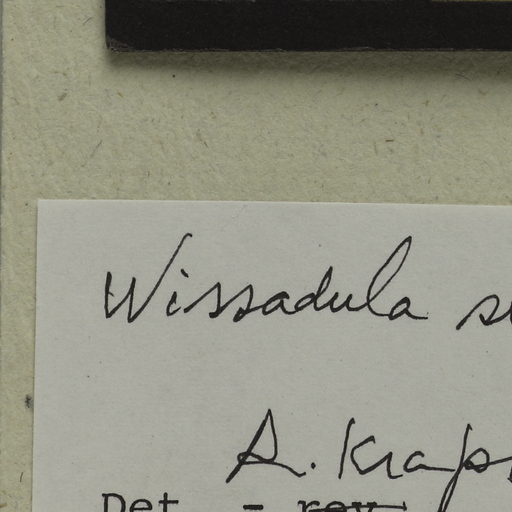 Wissadula
A. Krap
Det. - rev.